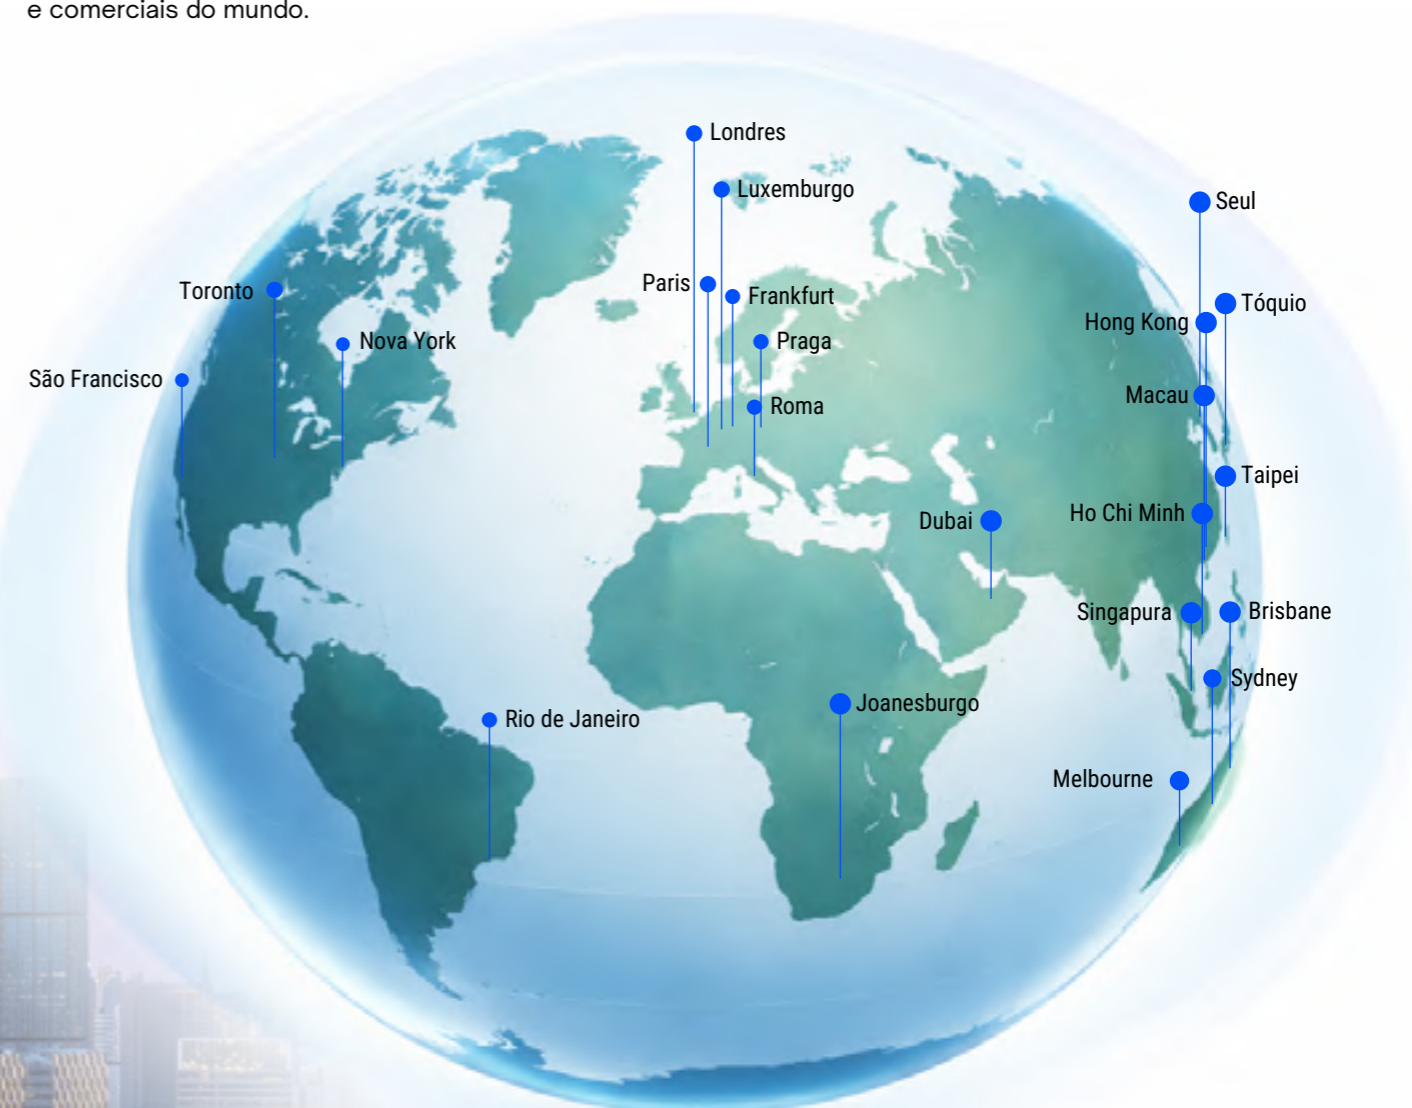 e comerciais do mundo.
Londres
Luxemburgo
Seul
Paris
Toronto
Frankfurt
Tóquio
Hong Kong
Nova York
Praga
São Francisco
Macau
Roma
Taipei
Ho Chi Minh
Dubai
Singapura
Brisbane
Sydney
Joanesburgo
Rio de Janeiro
Melbourne